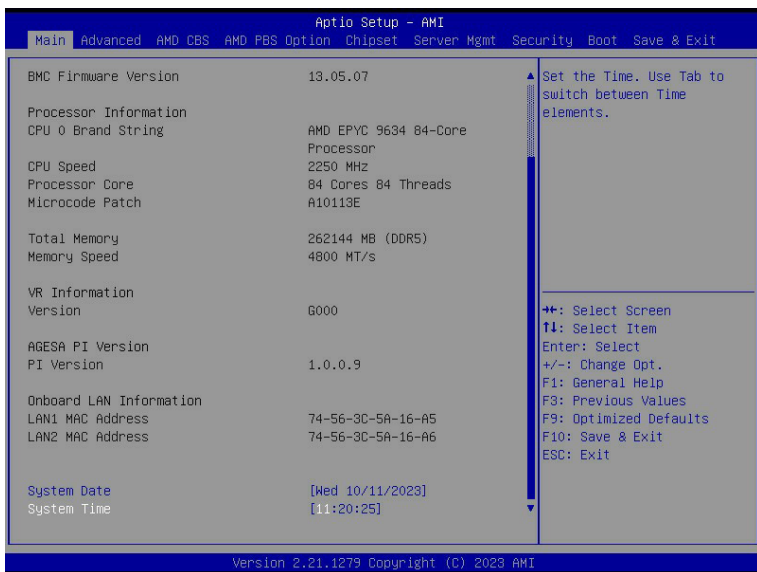 Aptio Setup - AMI
Main Advanced AMD CBS AMD PBS Option Chipset Server Mgmt Security Boot Save & Exit
BMC Firmware Version 13.05.07
Processor Information
CPU 0 Brand String AMD EPYC 9634 84-Core
Processor
CPU Speed 2250 MHz
Processor Core 84 Cores 84 Threads
Microcode Patch A10113E
Total Memory 262144 MB (DDR5)
Memory Speed 4800 MT/s
VR Information
Version G000
AGESA PI Version
PI Version 1.0.0.9
Onboard LAN Information
LAN1 MAC Address 74-56-3C-5A-16-A5
LAN2 MAC Address 74-56-3C-5A-16-A6
System Date [Wed 10/11/2023]
System Time [11:20:25]
Set the Time. Use Tab to
switch between Time
elements.
→←: Select Screen
↑↓: Select Item
Enter: Select
+/-: Change Opt.
F1: General Help
F3: Previous Values
F9: Optimized Defaults
F10: Save & Exit
ESC: Exit
Version 2.21.1279 Copyright (C) 2023 AMI